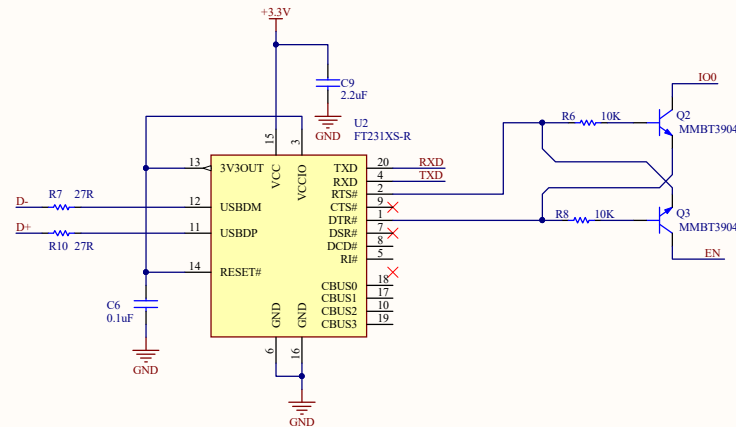 +3.3V
C9
2.2uF
GND
U2
FT231XS-R
15
3
13
3V3OUT
VCC
VCCIO
TXD
20
RXD
RXD
4
TXD
RTS#
2
CTS#
9
DTR#
1
DSR#
7
DCD#
8
RI#
5
CBUS0
18
CBUS1
17
CBUS2
10
CBUS3
19
D-
R7
27R
12
USBDM
D+
R10
27R
11
USBDP
14
RESET#
C6
0.1uF
GND
GND
GND
6
16
GND
R6
10K
IO0
Q2
MMBT3904
R8
10K
Q3
MMBT3904
EN